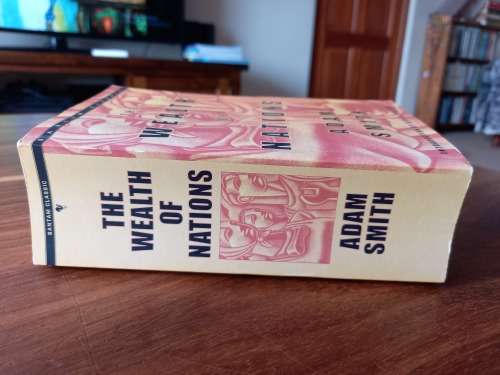 BANTAM CLASSIC
THE
WEALTH
OF
NATIONS
ADAM
SMITH
WEALTH
NATIONS
ADAM
SMITH